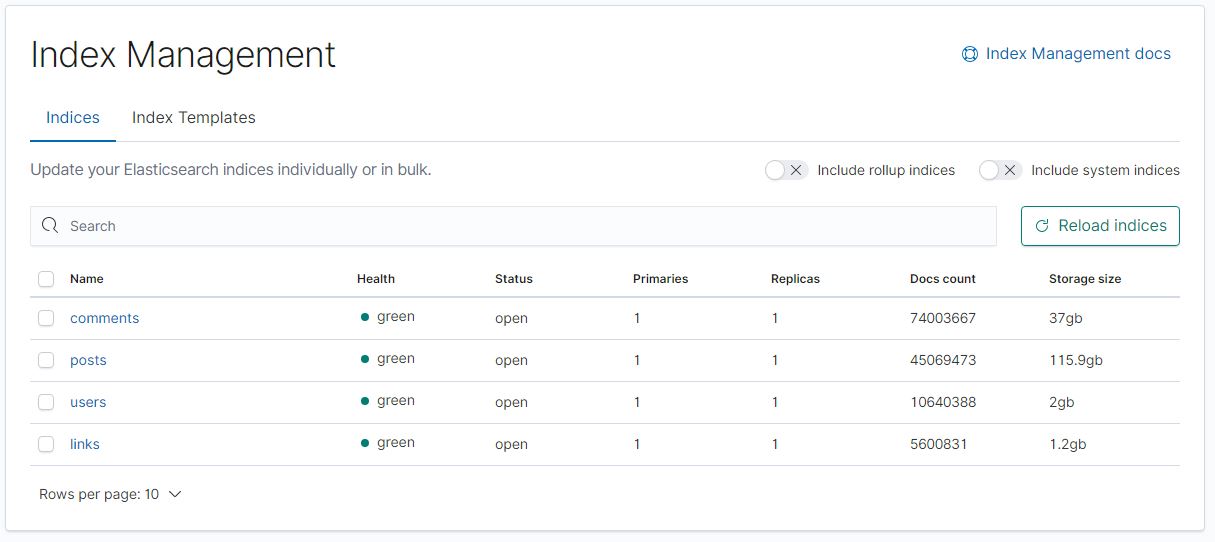 Index Management
Index Management docs
Indices Index Templates
Update your Elasticsearch indices individually or in bulk. Include rollup indices Include system indices
Search Reload indices
Name Health Status Primaries Replicas Docs count Storage size
comments green open 1 1 74003667 37gb
posts green open 1 1 45069473 115.9gb
users green open 1 1 10640388 2gb
links green open 1 1 5600831 1.2gb
Rows per page: 10